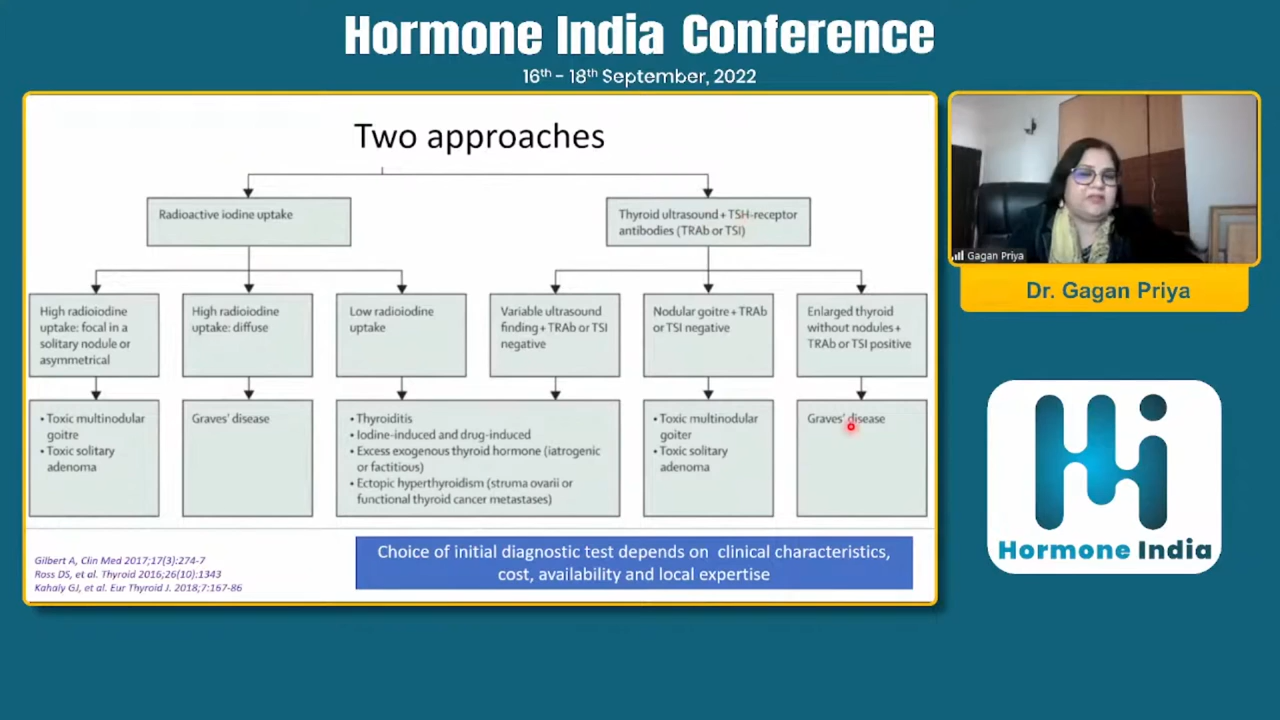 Hormone India Conference
16th - 18th September, 2022
Two approaches
Radioactive iodine uptake
Thyroid ultrasound + TSH-receptor
antibodies (TRAb or TSI)
High radioiodine
uptake: focal in a
solitary nodule or
asymmetrical
High radioiodine
uptake: diffuse
Low radioiodine
uptake
Variable ultrasound
finding + TRAb or TSI
negative
Nodular goitre + TRAb
or TSI negative
Enlarged thyroid
without nodules +
TRAb or TSI positive
• Toxic multinodular
goitre
• Toxic solitary
adenoma
Graves' disease
• Thyroiditis
• Iodine-induced and drug-induced
• Excess exogenous thyroid hormone (iatrogenic
or factitious)
• Ectopic hyperthyroidism (struma ovarii or
functional thyroid cancer metastases)
• Toxic multinodular
goiter
• Toxic solitary
adenoma
Graves' disease
Gilbert A, Clin Med 2017;17(3):274-7
Ross DS, et al. Thyroid 2016;26(10):1343
Kahaly GJ, et al. Eur Thyroid J. 2018;7:167-86
Choice of initial diagnostic test depends on clinical characteristics,
cost, availability and local expertise
Gagan Priya
Dr. Gagan Priya
Hi
Hormone India